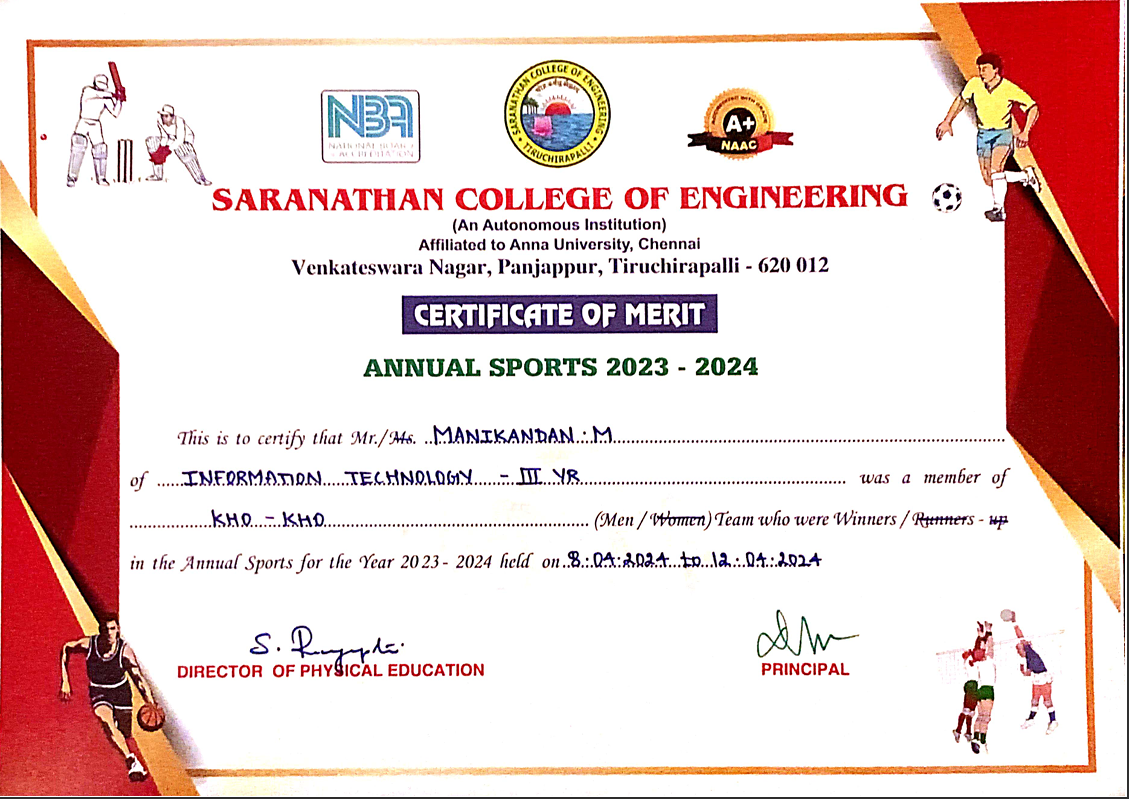 NBA
NATIONAL BOARD
of ACCREDITATION
SARANATHAN COLLEGE OF ENGINEERING
TIRUCHIRAPALLI
ACCREDITED WITH GRADE
A+
NAAC
SARANATHAN COLLEGE OF ENGINEERING
(An Autonomous Institution)
Affiliated to Anna University, Chennai
Venkateswara Nagar, Panjappur, Tiruchirapalli - 620 012
CERTIFICATE OF MERIT
ANNUAL SPORTS 2023 - 2024
This is to certify that Mr./Ms. MANIKANDAN . M
of INFORMATION TECHNOLOGY - III YR was a member of
KHO - KHO (Men / Women) Team who were Winners / Runners - up
in the Annual Sports for the Year 2023 - 2024 held on 8.04.2024 to 12.04.2024
DIRECTOR OF PHYSICAL EDUCATION
PRINCIPAL